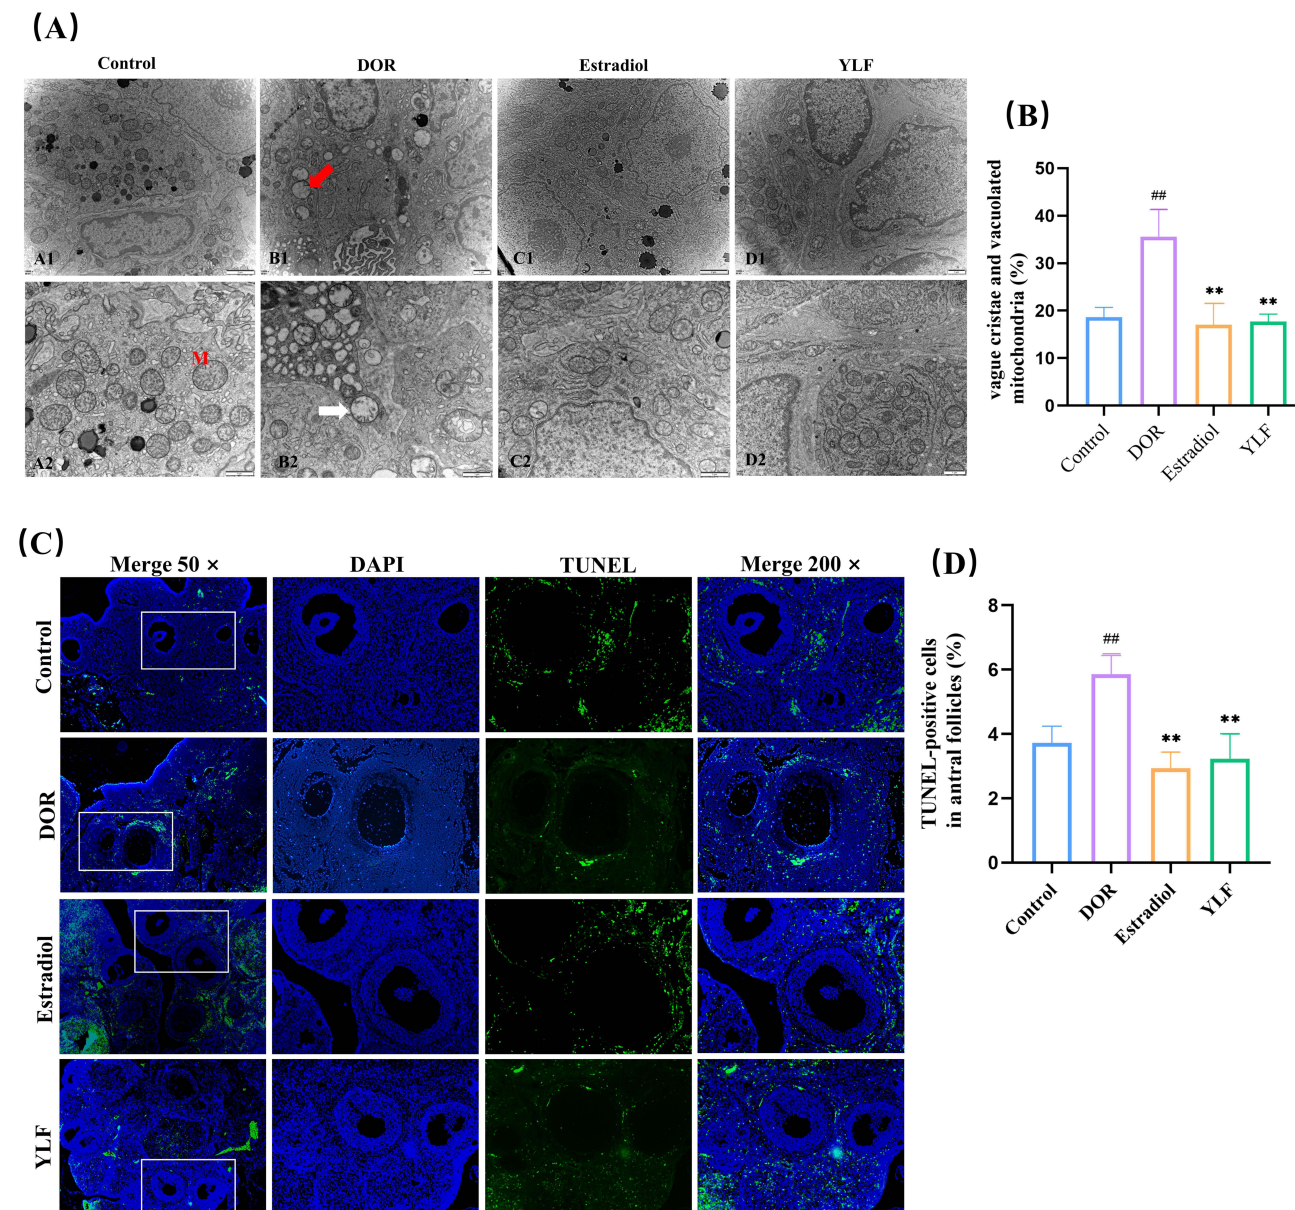 (A)
Control
DOR
Estradiol
YLF
A1
B1
C1
D1
M
A2
B2
C2
D2
(B)
vague cristae and vacuolated
mitochondria (%)
50
40
30
20
10
0
##
**
**
Control
DOR
Estradiol
YLF
(C)
Merge 50 ×
DAPI
TUNEL
Merge 200 ×
Control
DOR
Estradiol
YLF
(D)
TUNEL-positive cells
in antral follicles (%)
8
6
4
2
0
##
**
**
Control
DOR
Estradiol
YLF